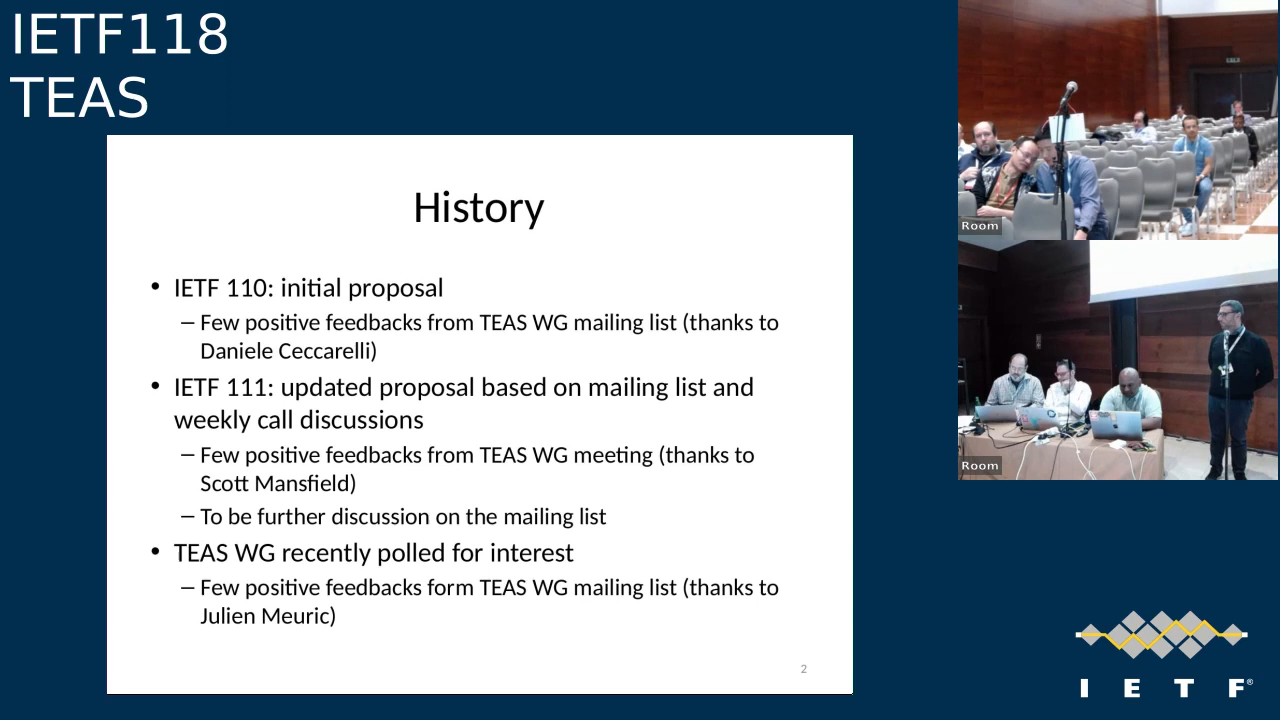 IETF118
TEAS
History
• IETF 110: initial proposal
– Few positive feedbacks from TEAS WG mailing list (thanks to
Daniele Ceccarelli)
• IETF 111: updated proposal based on mailing list and
weekly call discussions
– Few positive feedbacks from TEAS WG meeting (thanks to
Scott Mansfield)
– To be further discussion on the mailing list
• TEAS WG recently polled for interest
– Few positive feedbacks form TEAS WG mailing list (thanks to
Julien Meuric)
2
Room
Room
I E T F®